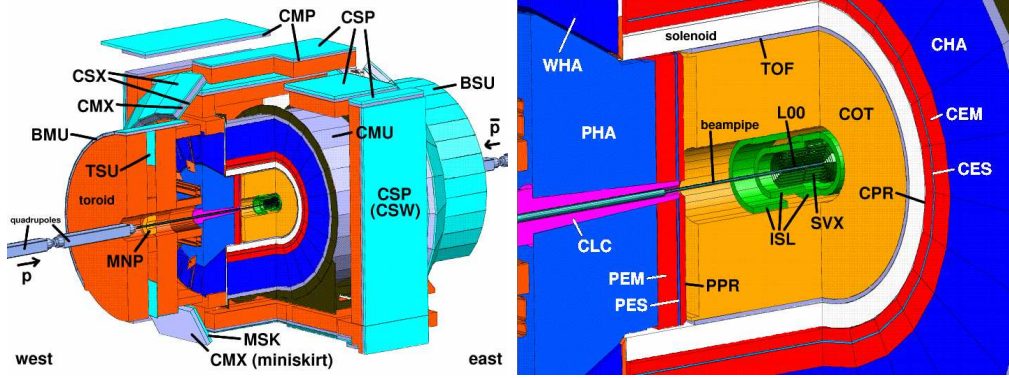 CMP
CSP
CSX
CMX
BMU
TSU
toroid
quadrupoles
p
MNP
CMU
BSU
p̅
CSP
(CSW)
MSK
CMX (miniskirt)
west
east
solenoid
WHA
TOF
CHA
PHA
beampipe
L00
COT
CEM
CES
CPR
SVX
ISL
CLC
PEM
PPR
PES